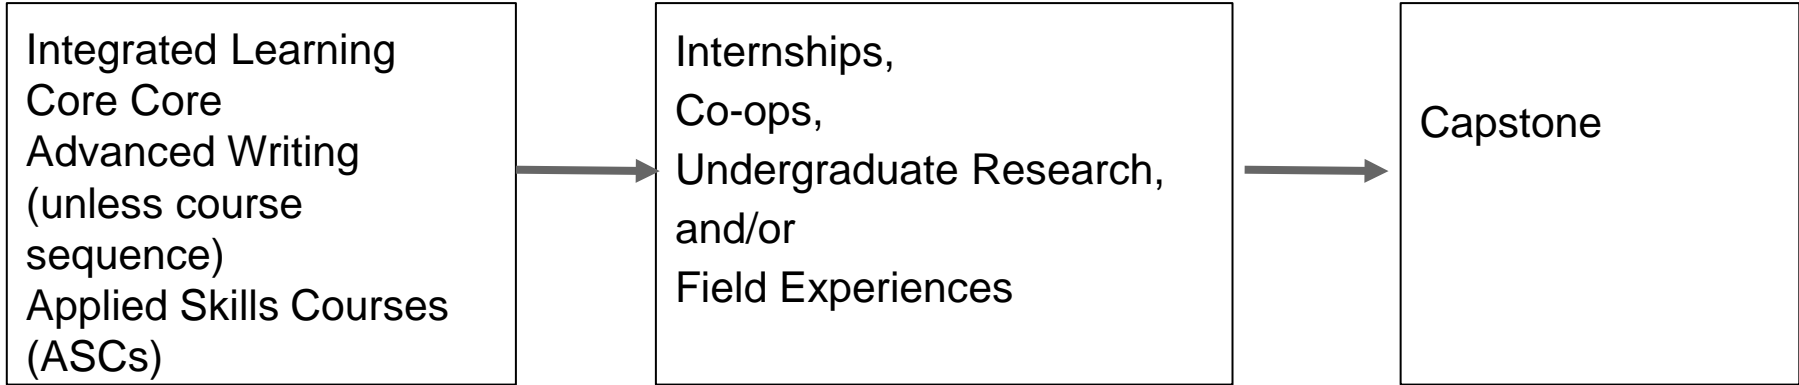 Integrated Learning
Core Core
Advanced Writing
(unless course
sequence)
Applied Skills Courses
(ASCs)
Internships,
Co-ops,
Undergraduate Research,
and/or
Field Experiences
Capstone